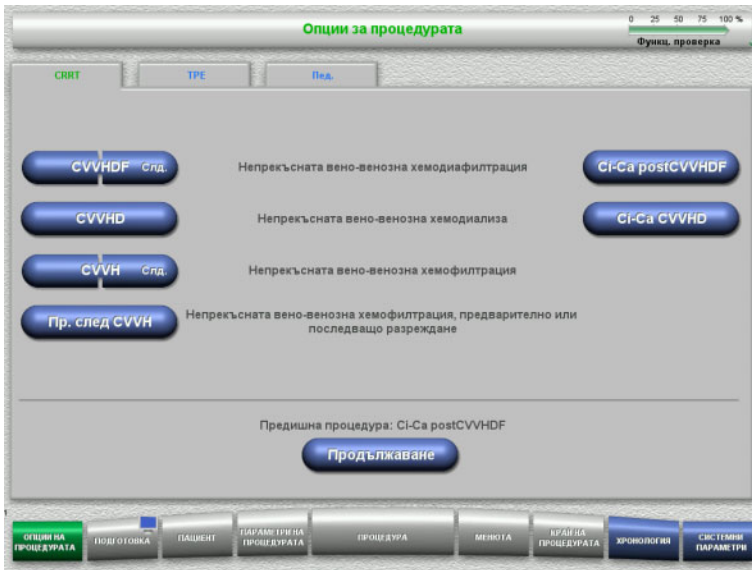 Опции за процедурата
0 25 50 75 100 %
Функц. проверка
CRRT
TPE
Пед.
CVVHDF Слд.
Непрекъсната вено-венозна хемодиафилтрация
Ci-Ca postCVVHDF
CVVHD
Непрекъсната вено-венозна хемодиализа
Ci-Ca CVVHD
CVVH Слд.
Непрекъсната вено-венозна хемофилтрация
Пр. след CVVH
Непрекъсната вено-венозна хемофилтрация, предварително или
последващо разреждане
Предишна процедура: Ci-Ca postCVVHDF
Продължаване
ОПЦИИ НА
ПРОЦЕДУРАТА
ПОДГОТОВКА
ПАЦИЕНТ
ПАРАМЕТРИ НА
ПРОЦЕДУРАТА
ПРОЦЕДУРА
МЕНЮТА
КРАЙ НА
ПРОЦЕДУРАТА
ХРОНОЛОГИЯ
СИСТЕМНИ
ПАРАМЕТРИ